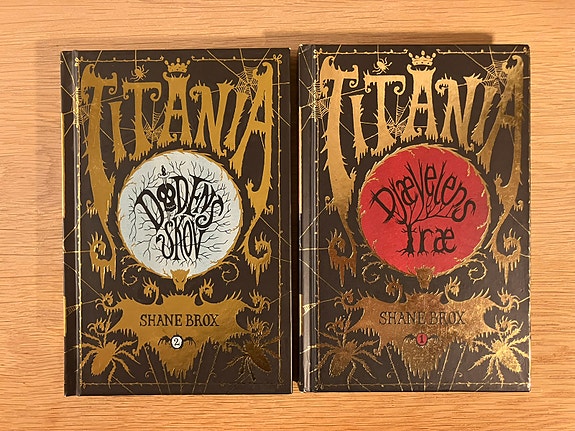 TITANIA
DØDENS
SKOV
SHANE BROX
2
TITANIA
Djævelens
Træ
SHANE BROX
1